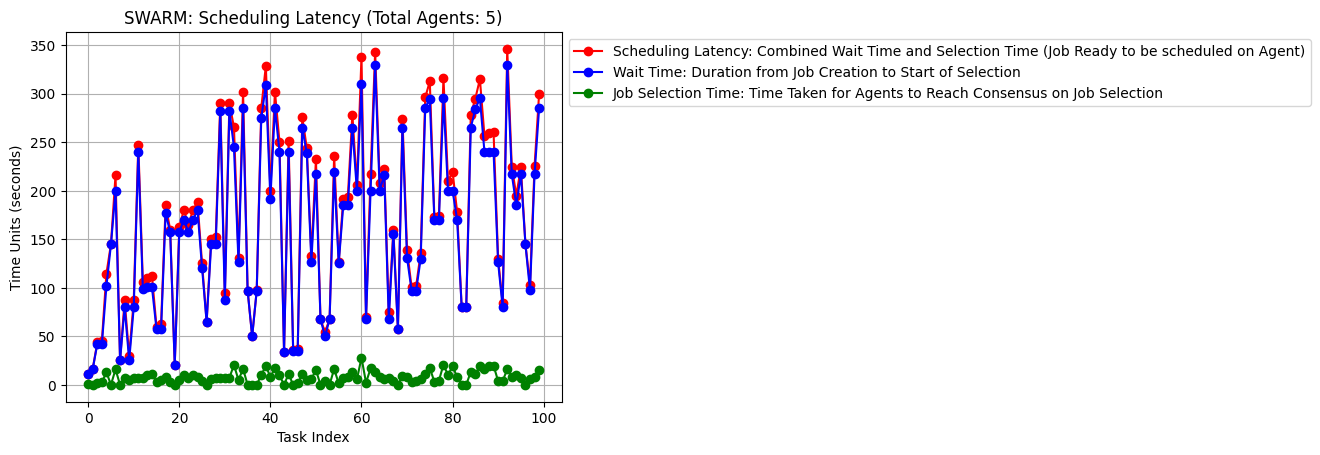 SWARM: Scheduling Latency (Total Agents: 5)
Scheduling Latency: Combined Wait Time and Selection Time (Job Ready to be scheduled on Agent)
Wait Time: Duration from Job Creation to Start of Selection
Job Selection Time: Time Taken for Agents to Reach Consensus on Job Selection
Time Units (seconds)
350
300
250
200
150
100
50
0
0 20 40 60 80 100
Task Index